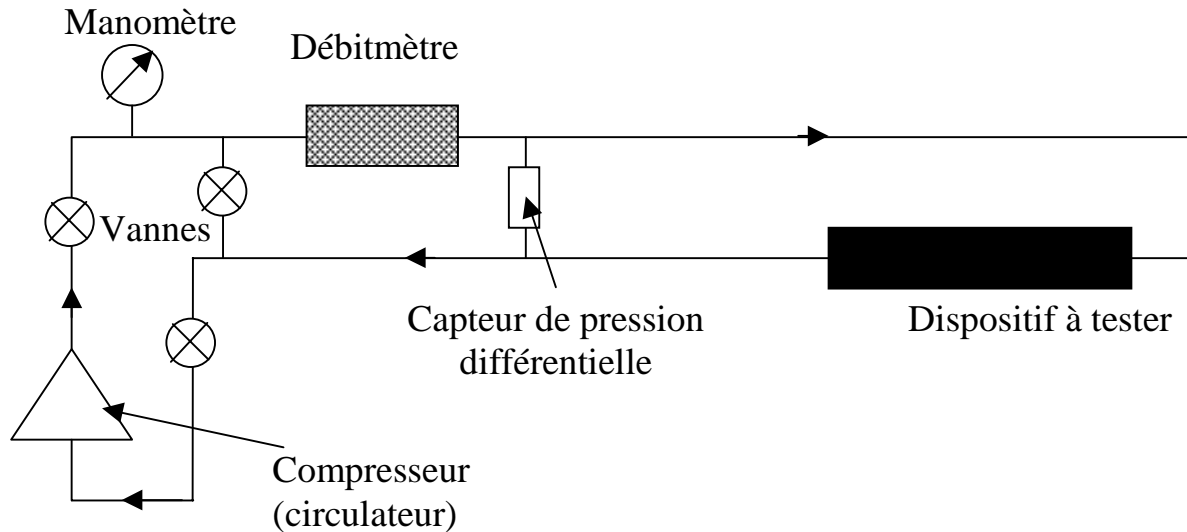 Manomètre
Débitmètre
Vannes
Capteur de pression
différentielle
Dispositif à tester
Compresseur
(circulateur)